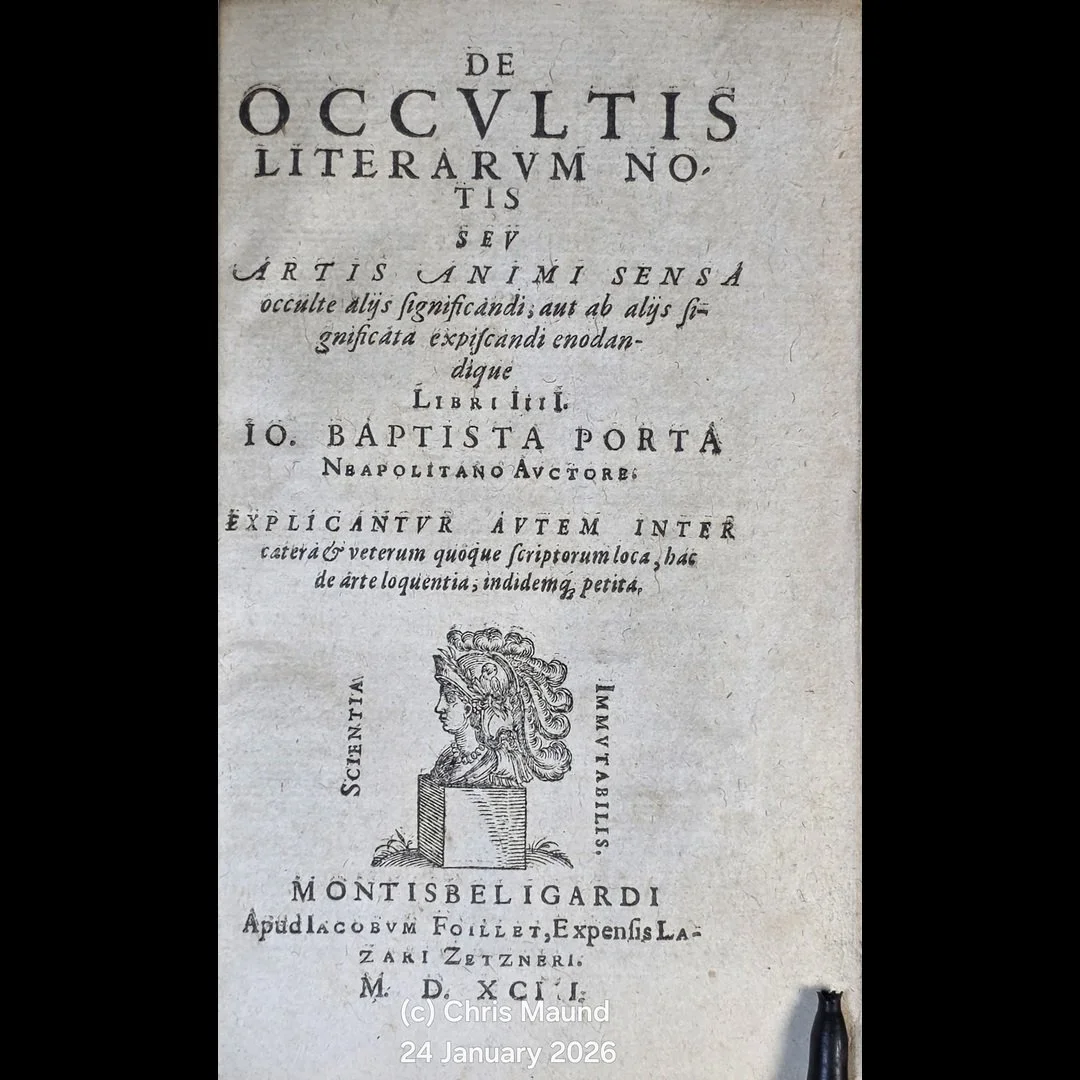 DE
OCCVLTIS
LITERARVM NO-
TIS
SEV
ARTIS ANIMI SENSA
occulte alijs ſignificandi, aut ab alijs ſi-
gnificata expiſcandi enodan-
dique
LIBRI IIII.
IO. BAPTISTA PORTA
NEAPOLITANO AVCTORE.
EXPLICANTVR AVTEM INTER
catera & veterum quoque ſcriptorum loca, hac
de arte loquentia, indidemq́; petita.
SCIENTIA
IMMVTABILIS.
MONTISBELIGARDI
Apud IACOBVM FOILLET, Expenſis LA-
ZARI ZETZNERI.
M. D. XCIII.
(c) Chris Maund
24 January 2026